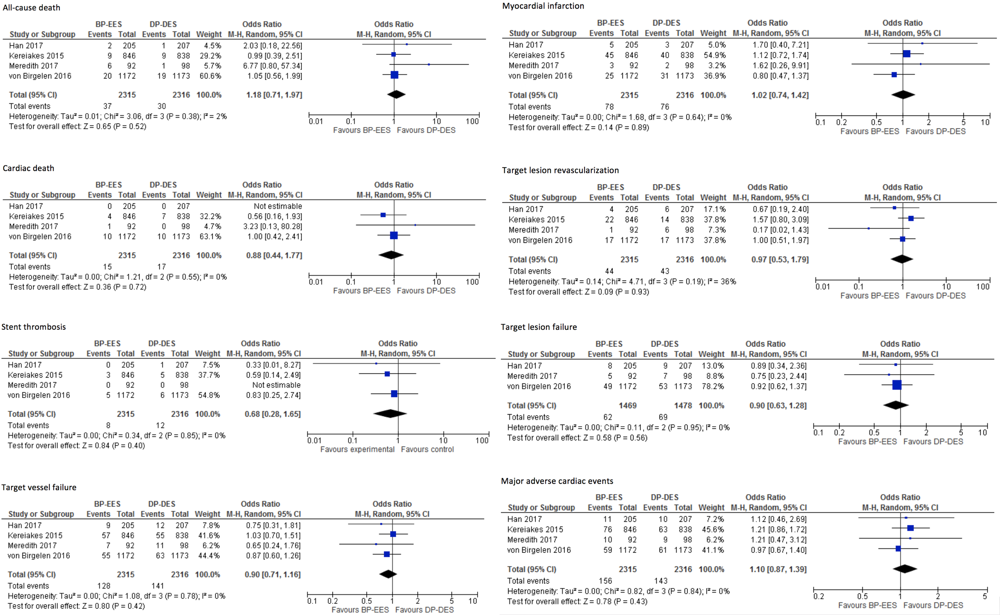 All-cause death
BP-EES DP-DES Odds Ratio Odds Ratio
Study or Subgroup Events Total Events Total Weight M-H, Random, 95% CI M-H, Random, 95% CI
Han 2017 2 205 1 207 4.5% 2.03 [0.18, 22.56]
Kereiakes 2015 9 846 9 838 29.2% 0.99 [0.39, 2.51]
Meredith 2017 6 92 1 98 5.7% 6.77 [0.80, 57.34]
von Birgelen 2016 20 1172 19 1173 60.6% 1.05 [0.56, 1.99]
Total (95% CI) 2315 2316 100.0% 1.18 [0.71, 1.97]
Total events 37 30
Heterogeneity: Tau² = 0.01; Chi² = 3.06, df = 3 (P = 0.38); I² = 2%
Test for overall effect: Z = 0.65 (P = 0.52)
0.01 0.1 1 10 100
Favours BP-EES Favours DP-DES
Myocardial infarction
BP-EES DP-DES Odds Ratio Odds Ratio
Study or Subgroup Events Total Events Total Weight M-H, Random, 95% CI M-H, Random, 95% CI
Han 2017 5 205 3 207 5.0% 1.70 [0.40, 7.21]
Kereiakes 2015 45 846 40 838 54.9% 1.12 [0.72, 1.74]
Meredith 2017 3 92 2 98 3.2% 1.62 [0.26, 9.91]
von Birgelen 2016 25 1172 31 1173 36.9% 0.80 [0.47, 1.37]
Total (95% CI) 2315 2316 100.0% 1.02 [0.74, 1.42]
Total events 78 76
Heterogeneity: Tau² = 0.00; Chi² = 1.68, df = 3 (P = 0.64); I² = 0%
Test for overall effect: Z = 0.14 (P = 0.89)
0.1 0.2 0.5 1 2 5 10
Favours BP-EES Favours DP-DES
Cardiac death
BP-EES DP-DES Odds Ratio Odds Ratio
Study or Subgroup Events Total Events Total Weight M-H, Random, 95% CI M-H, Random, 95% CI
Han 2017 0 205 0 207 Not estimable
Kereiakes 2015 4 846 7 838 32.2% 0.56 [0.16, 1.93]
Meredith 2017 1 92 0 98 4.7% 3.23 [0.13, 80.28]
von Birgelen 2016 10 1172 10 1173 63.1% 1.00 [0.42, 2.41]
Total (95% CI) 2315 2316 100.0% 0.88 [0.44, 1.77]
Total events 15 17
Heterogeneity: Tau² = 0.00; Chi² = 1.21, df = 2 (P = 0.55); I² = 0%
Test for overall effect: Z = 0.36 (P = 0.72)
0.01 0.1 1 10 100
Favours BP-EES Favours DP-DES
Target lesion revascularization
BP-EES DP-DES Odds Ratio Odds Ratio
Study or Subgroup Events Total Events Total Weight M-H, Random, 95% CI M-H, Random, 95% CI
Han 2017 4 205 6 207 17.1% 0.67 [0.19, 2.40]
Kereiakes 2015 22 846 14 838 37.8% 1.57 [0.80, 3.09]
Meredith 2017 1 92 6 98 7.3% 0.17 [0.02, 1.43]
von Birgelen 2016 17 1172 17 1173 37.8% 1.00 [0.51, 1.97]
Total (95% CI) 2315 2316 100.0% 0.97 [0.53, 1.79]
Total events 44 43
Heterogeneity: Tau² = 0.14; Chi² = 4.71, df = 3 (P = 0.19); I² = 36%
Test for overall effect: Z = 0.09 (P = 0.93)
0.01 0.1 1 10 100
Favours BP-EES Favours DP-DES
Stent thrombosis
BP-EES DP-DES Odds Ratio Odds Ratio
Study or Subgroup Events Total Events Total Weight M-H, Random, 95% CI M-H, Random, 95% CI
Han 2017 0 205 1 207 7.5% 0.33 [0.01, 8.27]
Kereiakes 2015 3 846 5 838 37.7% 0.59 [0.14, 2.49]
Meredith 2017 0 92 0 98 Not estimable
von Birgelen 2016 5 1172 6 1173 54.8% 0.83 [0.25, 2.74]
Total (95% CI) 2315 2316 100.0% 0.68 [0.28, 1.65]
Total events 8 12
Heterogeneity: Tau² = 0.00; Chi² = 0.34, df = 2 (P = 0.85); I² = 0%
Test for overall effect: Z = 0.84 (P = 0.40)
0.01 0.1 1 10 100
Favours experimental Favours control
Target lesion failure
BP-EES DP-DES Odds Ratio Odds Ratio
Study or Subgroup Events Total Events Total Weight M-H, Random, 95% CI M-H, Random, 95% CI
Han 2017 8 205 9 207 13.0% 0.89 [0.34, 2.36]
Meredith 2017 5 92 7 98 8.8% 0.75 [0.23, 2.44]
von Birgelen 2016 49 1172 53 1173 78.2% 0.92 [0.62, 1.37]
Total (95% CI) 1469 1478 100.0% 0.90 [0.63, 1.28]
Total events 62 69
Heterogeneity: Tau² = 0.00; Chi² = 0.11, df = 2 (P = 0.95); I² = 0%
Test for overall effect: Z = 0.58 (P = 0.56)
0.1 0.2 0.5 1 2 5 10
Favours BP-EES Favours DP-DES
Target vessel failure
BP-EES DP-DES Odds Ratio Odds Ratio
Study or Subgroup Events Total Events Total Weight M-H, Random, 95% CI M-H, Random, 95% CI
Han 2017 9 205 12 207 7.8% 0.75 [0.31, 1.81]
Kereiakes 2015 57 846 55 838 41.6% 1.03 [0.70, 1.51]
Meredith 2017 7 92 11 98 6.2% 0.65 [0.24, 1.76]
von Birgelen 2016 55 1172 63 1173 44.4% 0.87 [0.60, 1.26]
Total (95% CI) 2315 2316 100.0% 0.90 [0.71, 1.16]
Total events 128 141
Heterogeneity: Tau² = 0.00; Chi² = 1.08, df = 3 (P = 0.78); I² = 0%
Test for overall effect: Z = 0.80 (P = 0.42)
0.1 0.2 0.5 1 2 5 10
Favours BP-EES Favours DP-DES
Major adverse cardiac events
BP-EES DP-DES Odds Ratio Odds Ratio
Study or Subgroup Events Total Events Total Weight M-H, Random, 95% CI M-H, Random, 95% CI
Han 2017 11 205 10 207 7.2% 1.12 [0.46, 2.69]
Kereiakes 2015 76 846 63 838 45.6% 1.21 [0.86, 1.72]
Meredith 2017 10 92 9 98 6.2% 1.21 [0.47, 3.12]
von Birgelen 2016 59 1172 61 1173 41.1% 0.97 [0.67, 1.40]
Total (95% CI) 2315 2316 100.0% 1.10 [0.87, 1.39]
Total events 156 143
Heterogeneity: Tau² = 0.00; Chi² = 0.82, df = 3 (P = 0.84); I² = 0%
Test for overall effect: Z = 0.78 (P = 0.43)
0.2 0.5 1 2 5
Favours BP-EES Favours DP-DES